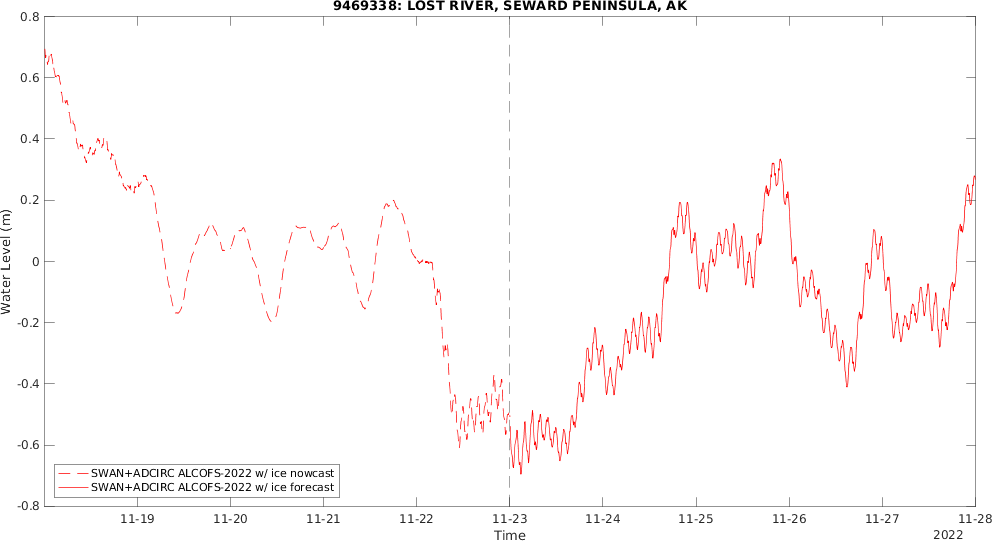 9469338: LOST RIVER, SEWARD PENINSULA, AK
Water Level (m)
0.8
0.6
0.4
0.2
0
-0.2
-0.4
-0.6
-0.8
SWAN+ADCIRC ALCOFS-2022 w/ ice nowcast
SWAN+ADCIRC ALCOFS-2022 w/ ice forecast
11-19 11-20 11-21 11-22 11-23 11-24 11-25 11-26 11-27 11-28
Time
2022